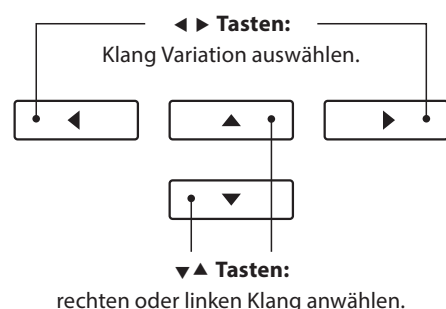 ◀ ▶ Tasten:
Klang Variation auswählen.
◀
▲
▶
▼
▼▲ Tasten:
rechten oder linken Klang anwählen.